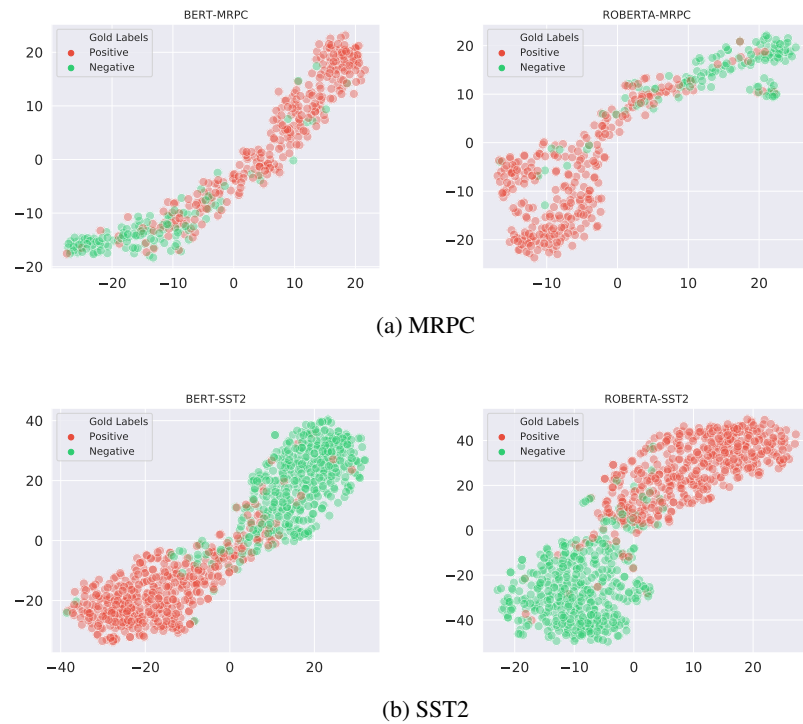 BERT-MRPC
Gold Labels
Positive
Negative
20
10
0
−10
−20
−20
−10
0
10
20
ROBERTA-MRPC
Gold Labels
Positive
Negative
20
10
0
−10
−20
−10
0
10
20
(a) MRPC
BERT-SST2
Gold Labels
Positive
Negative
40
20
0
−20
−40
−20
0
20
ROBERTA-SST2
Gold Labels
Positive
Negative
40
20
0
−20
−40
−20
−10
0
10
20
(b) SST2